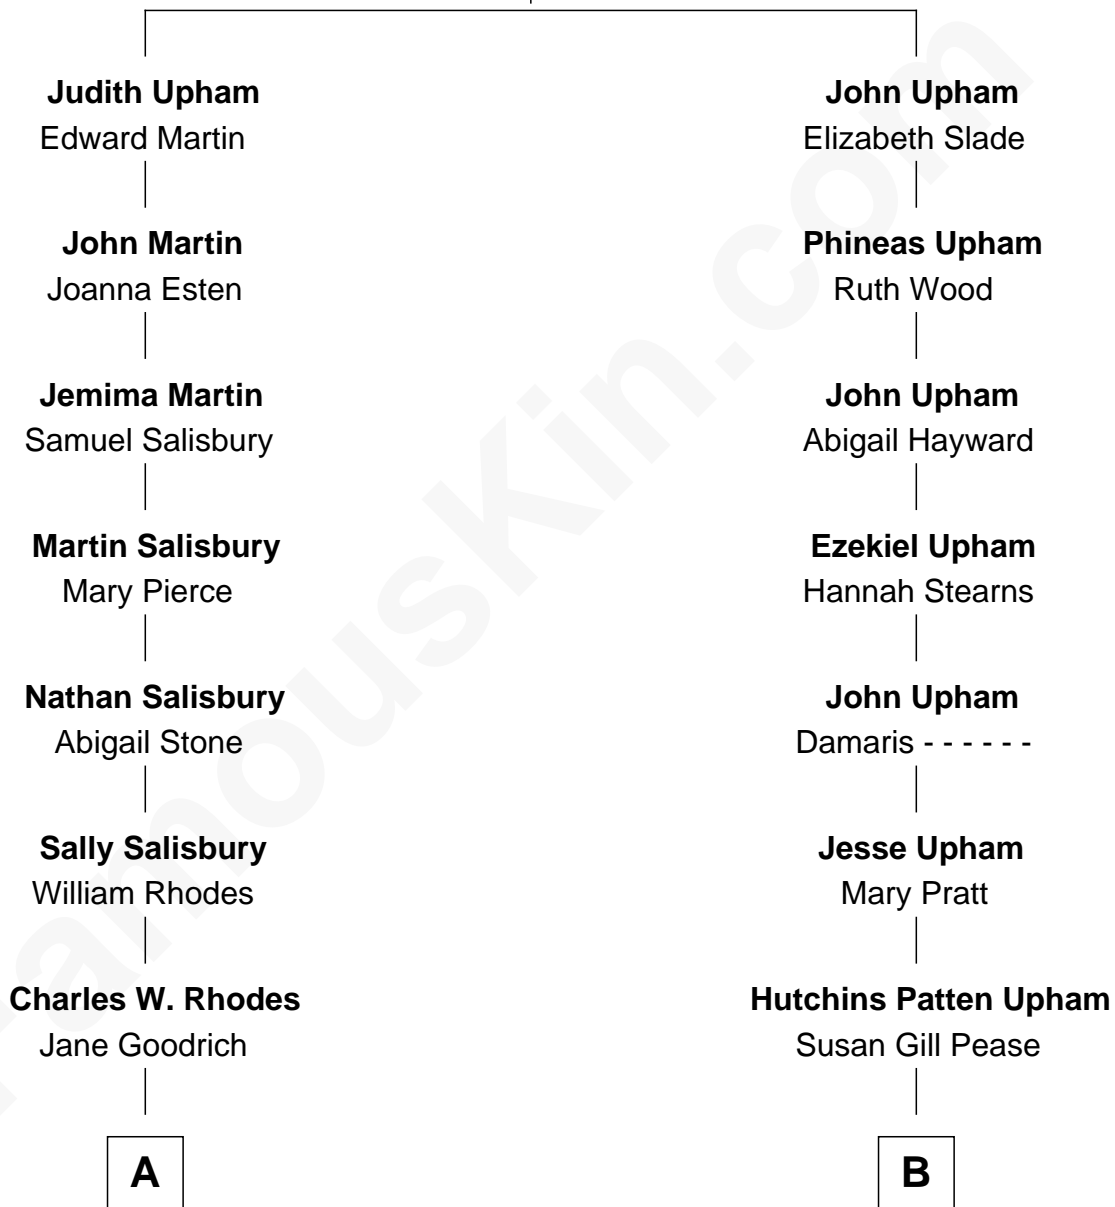 Judith Upham
Edward Martin
John Martin
Joanna Esten
Jemima Martin
Samuel Salisbury
Martin Salisbury
Mary Pierce
Nathan Salisbury
Abigail Stone
Sally Salisbury
William Rhodes
Charles W. Rhodes
Jane Goodrich
A
John Upham
Elizabeth Slade
Phineas Upham
Ruth Wood
John Upham
Abigail Hayward
Ezekiel Upham
Hannah Stearns
John Upham
Damaris - - - - - -
Jesse Upham
Mary Pratt
Hutchins Patten Upham
Susan Gill Pease
B
FamousKin.com